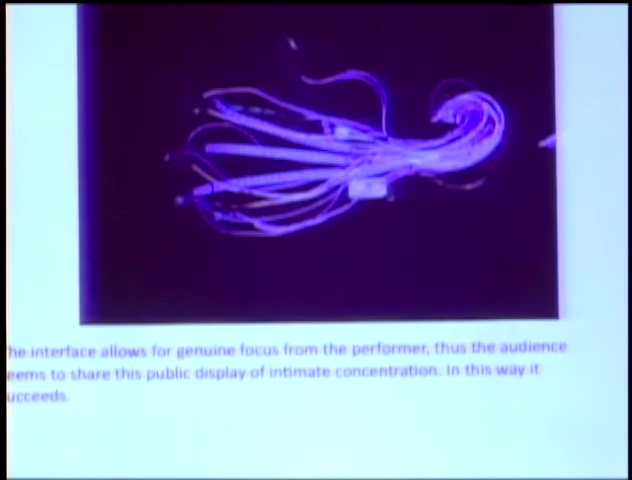 he interface allows for genuine focus from the performer, thus the audience
eems to share this public display of intimate concentration. In this way it
ucceeds.